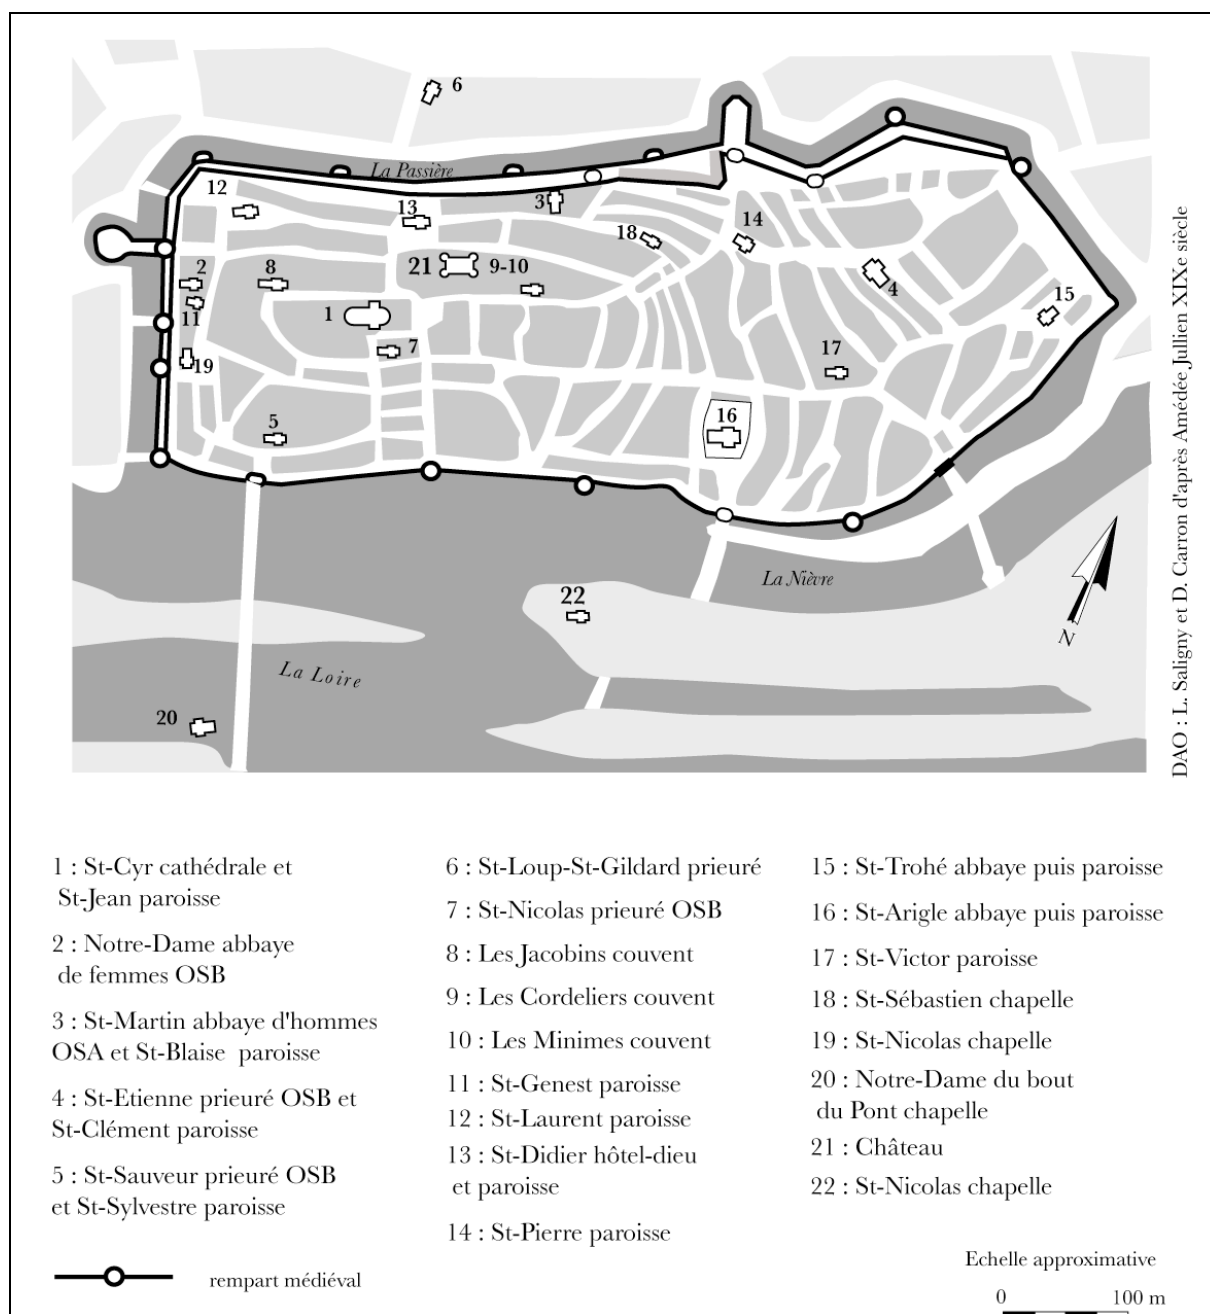 6
La Passière
12
13
3
18
14
2
8
21
9-10
4
15
11
1
7
19
17
5
16
22
La Nièvre
N
La Loire
20
DAO : L. Saligny et D. Carron d'après Amédée Jullien XIXe siècle
1 : St-Cyr cathédrale et
St-Jean paroisse
2 : Notre-Dame abbaye
de femmes OSB
3 : St-Martin abbaye d'hommes
OSA et St-Blaise paroisse
4 : St-Etienne prieuré OSB et
St-Clément paroisse
5 : St-Sauveur prieuré OSB
et St-Sylvestre paroisse
6 : St-Loup-St-Gildard prieuré
7 : St-Nicolas prieuré OSB
8 : Les Jacobins couvent
9 : Les Cordeliers couvent
10 : Les Minimes couvent
11 : St-Genest paroisse
12 : St-Laurent paroisse
13 : St-Didier hôtel-dieu
et paroisse
14 : St-Pierre paroisse
15 : St-Trohé abbaye puis paroisse
16 : St-Arigle abbaye puis paroisse
17 : St-Victor paroisse
18 : St-Sébastien chapelle
19 : St-Nicolas chapelle
20 : Notre-Dame du bout
du Pont chapelle
21 : Château
22 : St-Nicolas chapelle
rempart médiéval
Echelle approximative
0 100 m